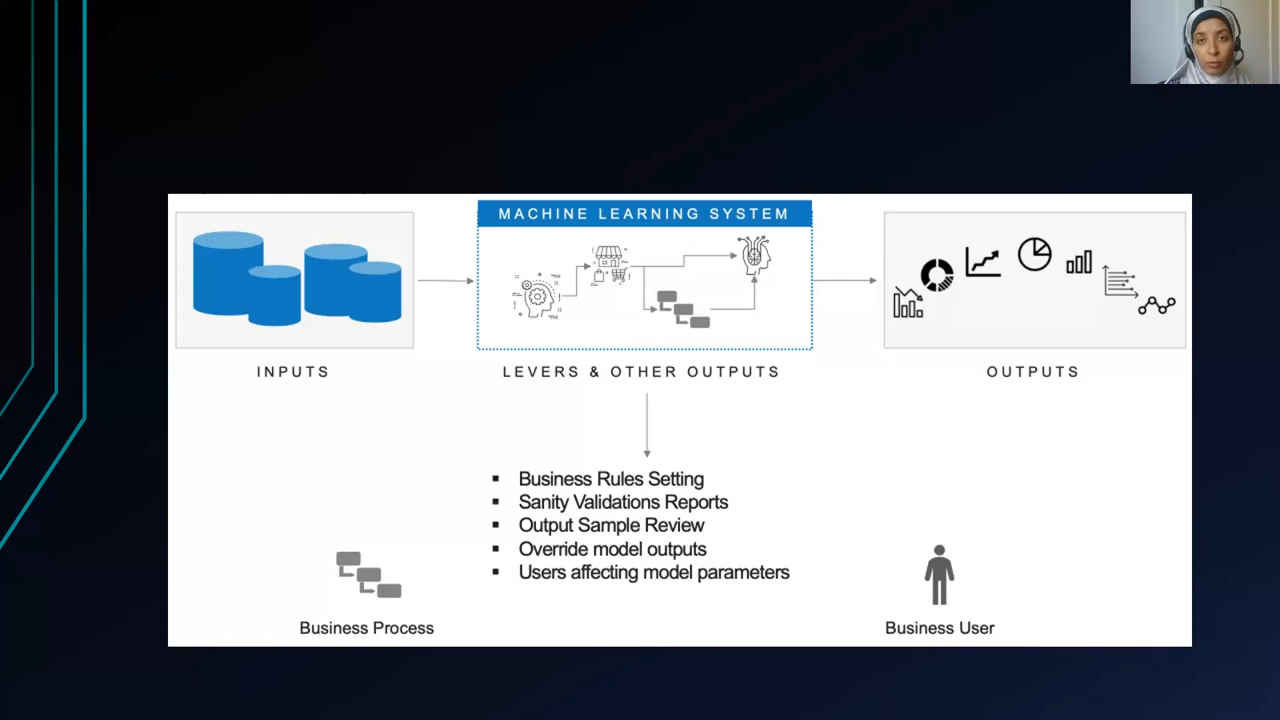 MACHINE LEARNING SYSTEM
INPUTS
LEVERS & OTHER OUTPUTS
OUTPUTS
▪ Business Rules Setting
▪ Sanity Validations Reports
▪ Output Sample Review
▪ Override model outputs
▪ Users affecting model parameters
Business Process
Business User